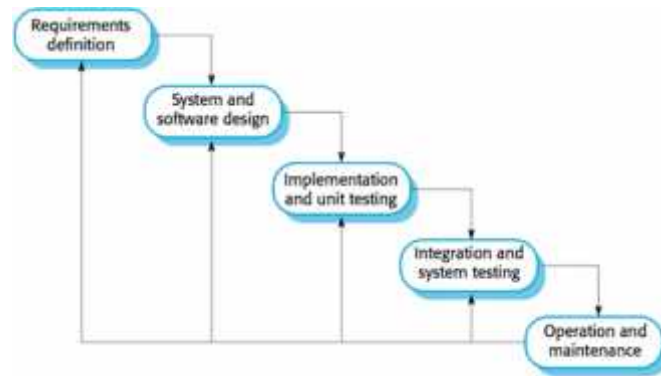 Requirements
definition
System and
software design
Implementation
and unit testing
Integration and
system testing
Operation and
maintenance